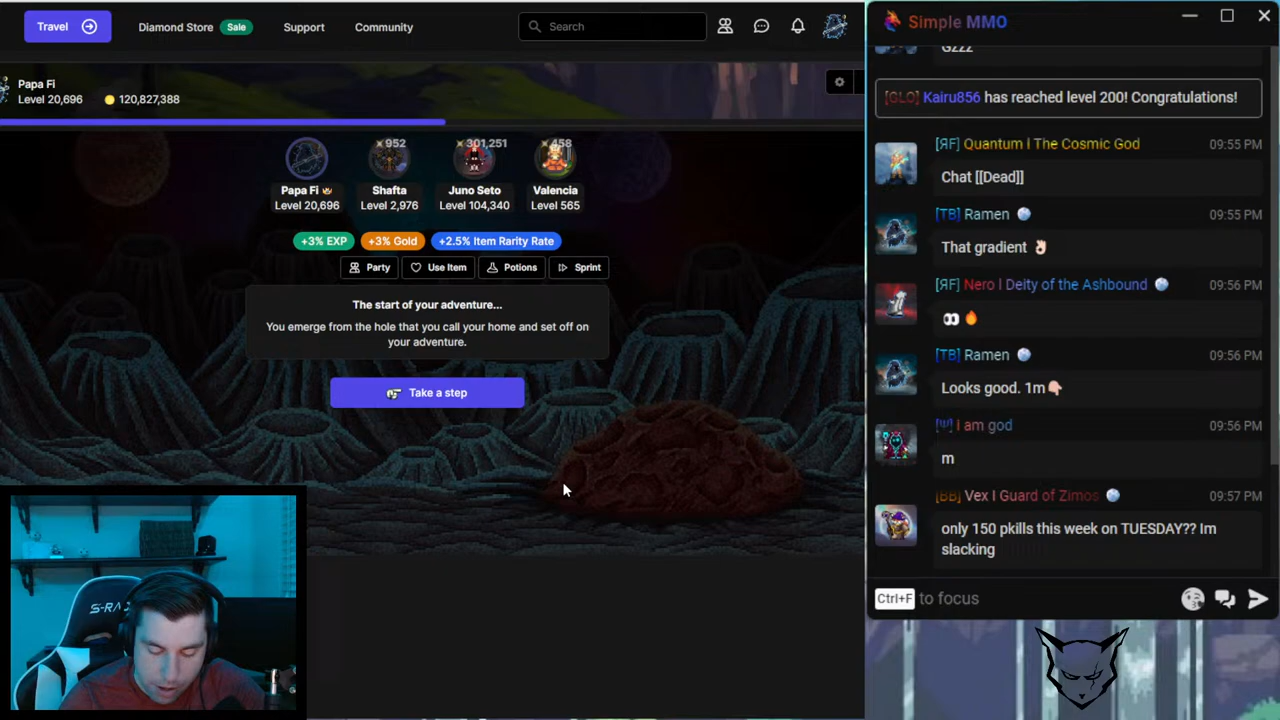 Travel
Diamond Store Sale
Support
Community
Search
Papa Fi
Level 20,696 120,827,388
952 301,251 458
Papa Fi Shafta Juno Seto Valencia
Level 20,696 Level 2,976 Level 104,340 Level 565
+3% EXP +3% Gold +2.5% Item Rarity Rate
Party Use Item Potions Sprint
The start of your adventure...
You emerge from the hole that you call your home and set off on
your adventure.
Take a step
S-RA
Simple MMO
Gzzz
[GLO] Kairu856 has reached level 200! Congratulations!
[ЯF] Quantum l The Cosmic God 09:55 PM
Chat [[Dead]]
[TB] Ramen 09:55 PM
That gradient 👌🏻
[ЯF] Nero l Deity of the Ashbound 09:56 PM
👀🔥
[TB] Ramen 09:56 PM
Looks good. 1m👇🏻
[Ψ] I am god 09:56 PM
m
[BB] Vex l Guard of Zimos 09:57 PM
only 150 pkills this week on TUESDAY?? Im
slacking
Ctrl+F to focus